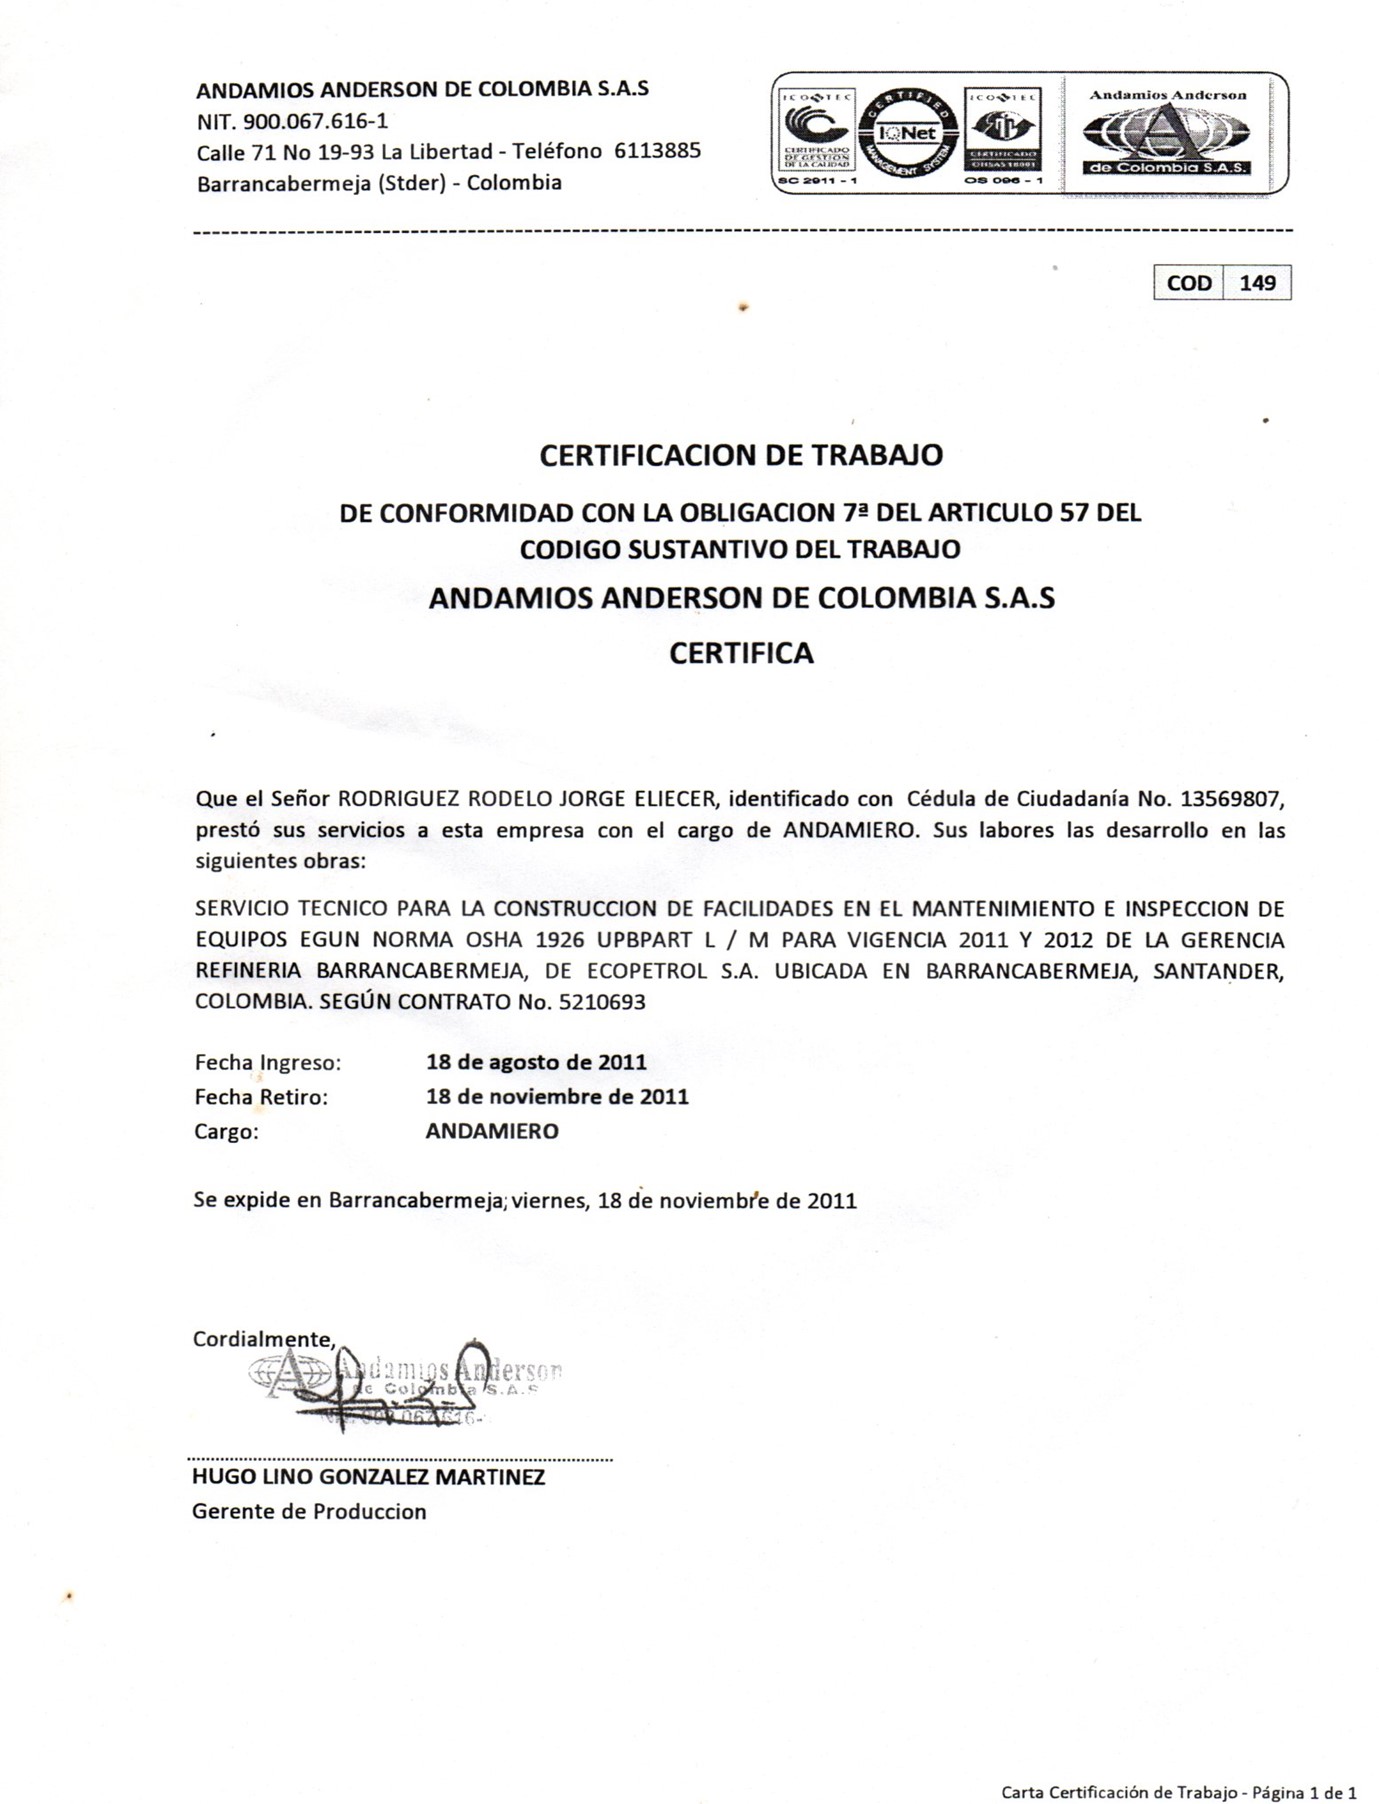 ANDAMIOS ANDERSON DE COLOMBIA S.A.S
NIT. 900.067.616-1
Calle 71 No 19-93 La Libertad - Teléfono 6113885
Barrancabermeja (Stder) - Colombia
ICONTEC
CERTIFICADO
DE GESTION
DE LA CALIDAD
SC 2911 - 1
CERTIFIED
IQNet
MANAGEMENT SYSTEM
ICONTEC
CERTIFICADO
OHSAS 18001
OS 096 - 1
Andamios Anderson
A
de Colombia S.A.S.
COD 149
CERTIFICACION DE TRABAJO
DE CONFORMIDAD CON LA OBLIGACION 7ª DEL ARTICULO 57 DEL
CODIGO SUSTANTIVO DEL TRABAJO
ANDAMIOS ANDERSON DE COLOMBIA S.A.S
CERTIFICA
Que el Señor RODRIGUEZ RODELO JORGE ELIECER, identificado con Cédula de Ciudadanía No. 13569807,
prestó sus servicios a esta empresa con el cargo de ANDAMIERO. Sus labores las desarrollo en las
siguientes obras:
SERVICIO TECNICO PARA LA CONSTRUCCION DE FACILIDADES EN EL MANTENIMIENTO E INSPECCION DE
EQUIPOS EGUN NORMA OSHA 1926 UPBPART L / M PARA VIGENCIA 2011 Y 2012 DE LA GERENCIA
REFINERIA BARRANCABERMEJA, DE ECOPETROL S.A. UBICADA EN BARRANCABERMEJA, SANTANDER,
COLOMBIA. SEGÚN CONTRATO No. 5210693
Fecha Ingreso: 18 de agosto de 2011
Fecha Retiro: 18 de noviembre de 2011
Cargo: ANDAMIERO
Se expide en Barrancabermeja; viernes, 18 de noviembre de 2011
Cordialmente,
A Andamios Anderson
de Colombia S.A.S
HUGO LINO GONZALEZ MARTINEZ
Gerente de Produccion
Carta Certificación de Trabajo - Página 1 de 1